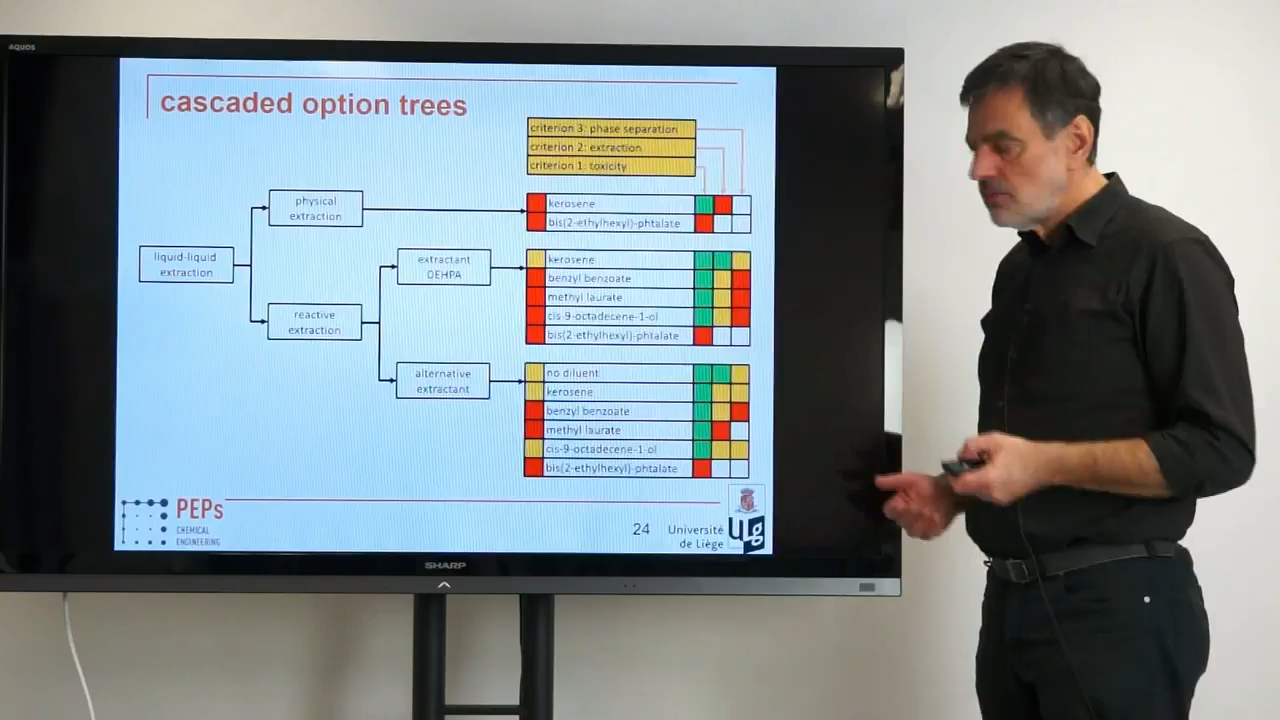 AQUOS
cascaded option trees
criterion 3: phase separation
criterion 2: extraction
criterion 1: toxicity
physical
extraction
kerosene
bis(2-ethylhexyl)-phtalate
liquid-liquid
extraction
extractant
DEHPA
kerosene
benzyl benzoate
methyl laurate
cis-9-octadecene-1-ol
bis(2-ethylhexyl)-phtalate
reactive
extraction
alternative
extractant
no diluent
kerosene
benzyl benzoate
methyl laurate
cis-9-octadecene-1-ol
bis(2-ethylhexyl)-phtalate
PEPs
CHEMICAL
ENGINEERING
24
Université
de Liège
ULg
SHARP